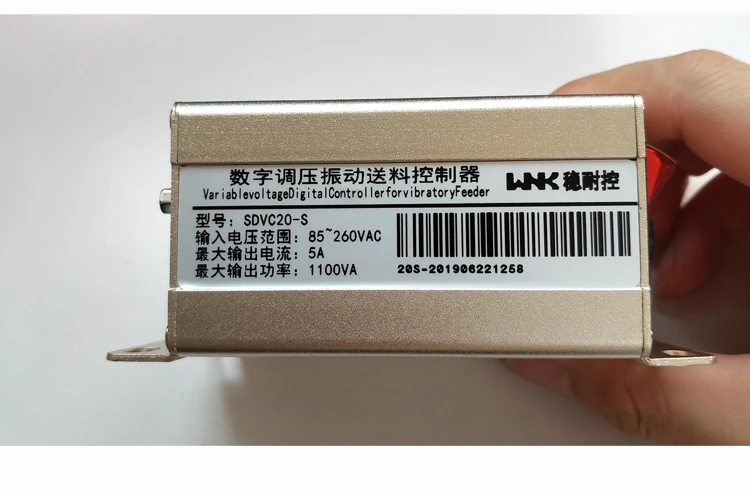 数字调压振动送料控制器
VariablevoltageDigitalControllerforvibratoryFeeder
WNK 稳耐控
型号：SDVC20-S
输入电压范围：85~260VAC
最大输出电流：5A
最大输出功率：1100VA
20S-201906221258